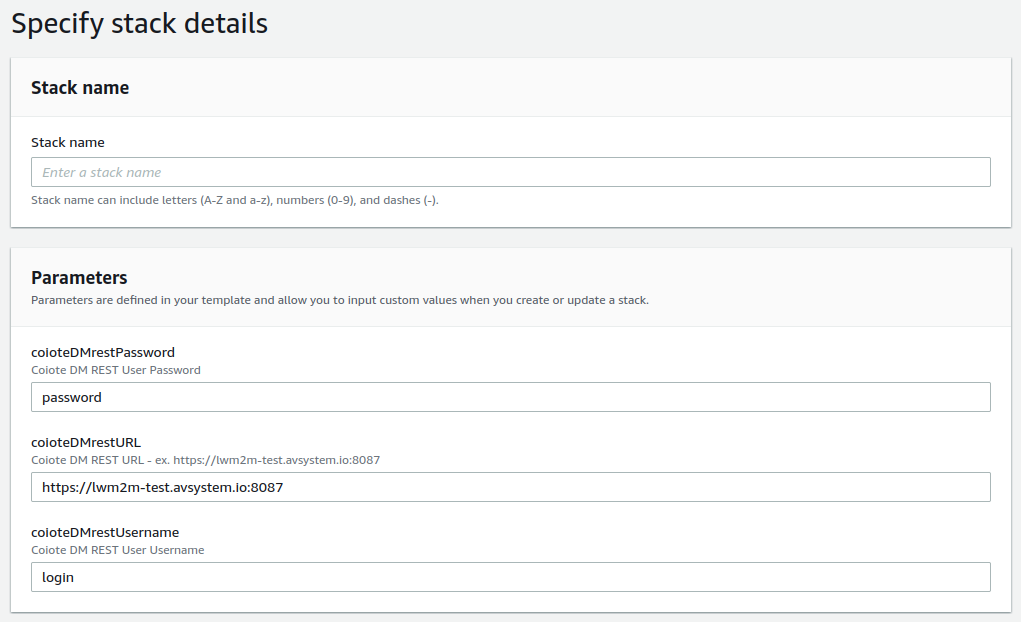 Specify stack details
Stack name
Stack name
Enter a stack name
Stack name can include letters (A-Z and a-z), numbers (0-9), and dashes (-).
Parameters
Parameters are defined in your template and allow you to input custom values when you create or update a stack.
coioteDMrestPassword
Coiote DM REST User Password
password
coioteDMrestURL
Coiote DM REST URL - ex. https://lwm2m-test.avsystem.io:8087
https://lwm2m-test.avsystem.io:8087
coioteDMrestUsername
Coiote DM REST User Username
login